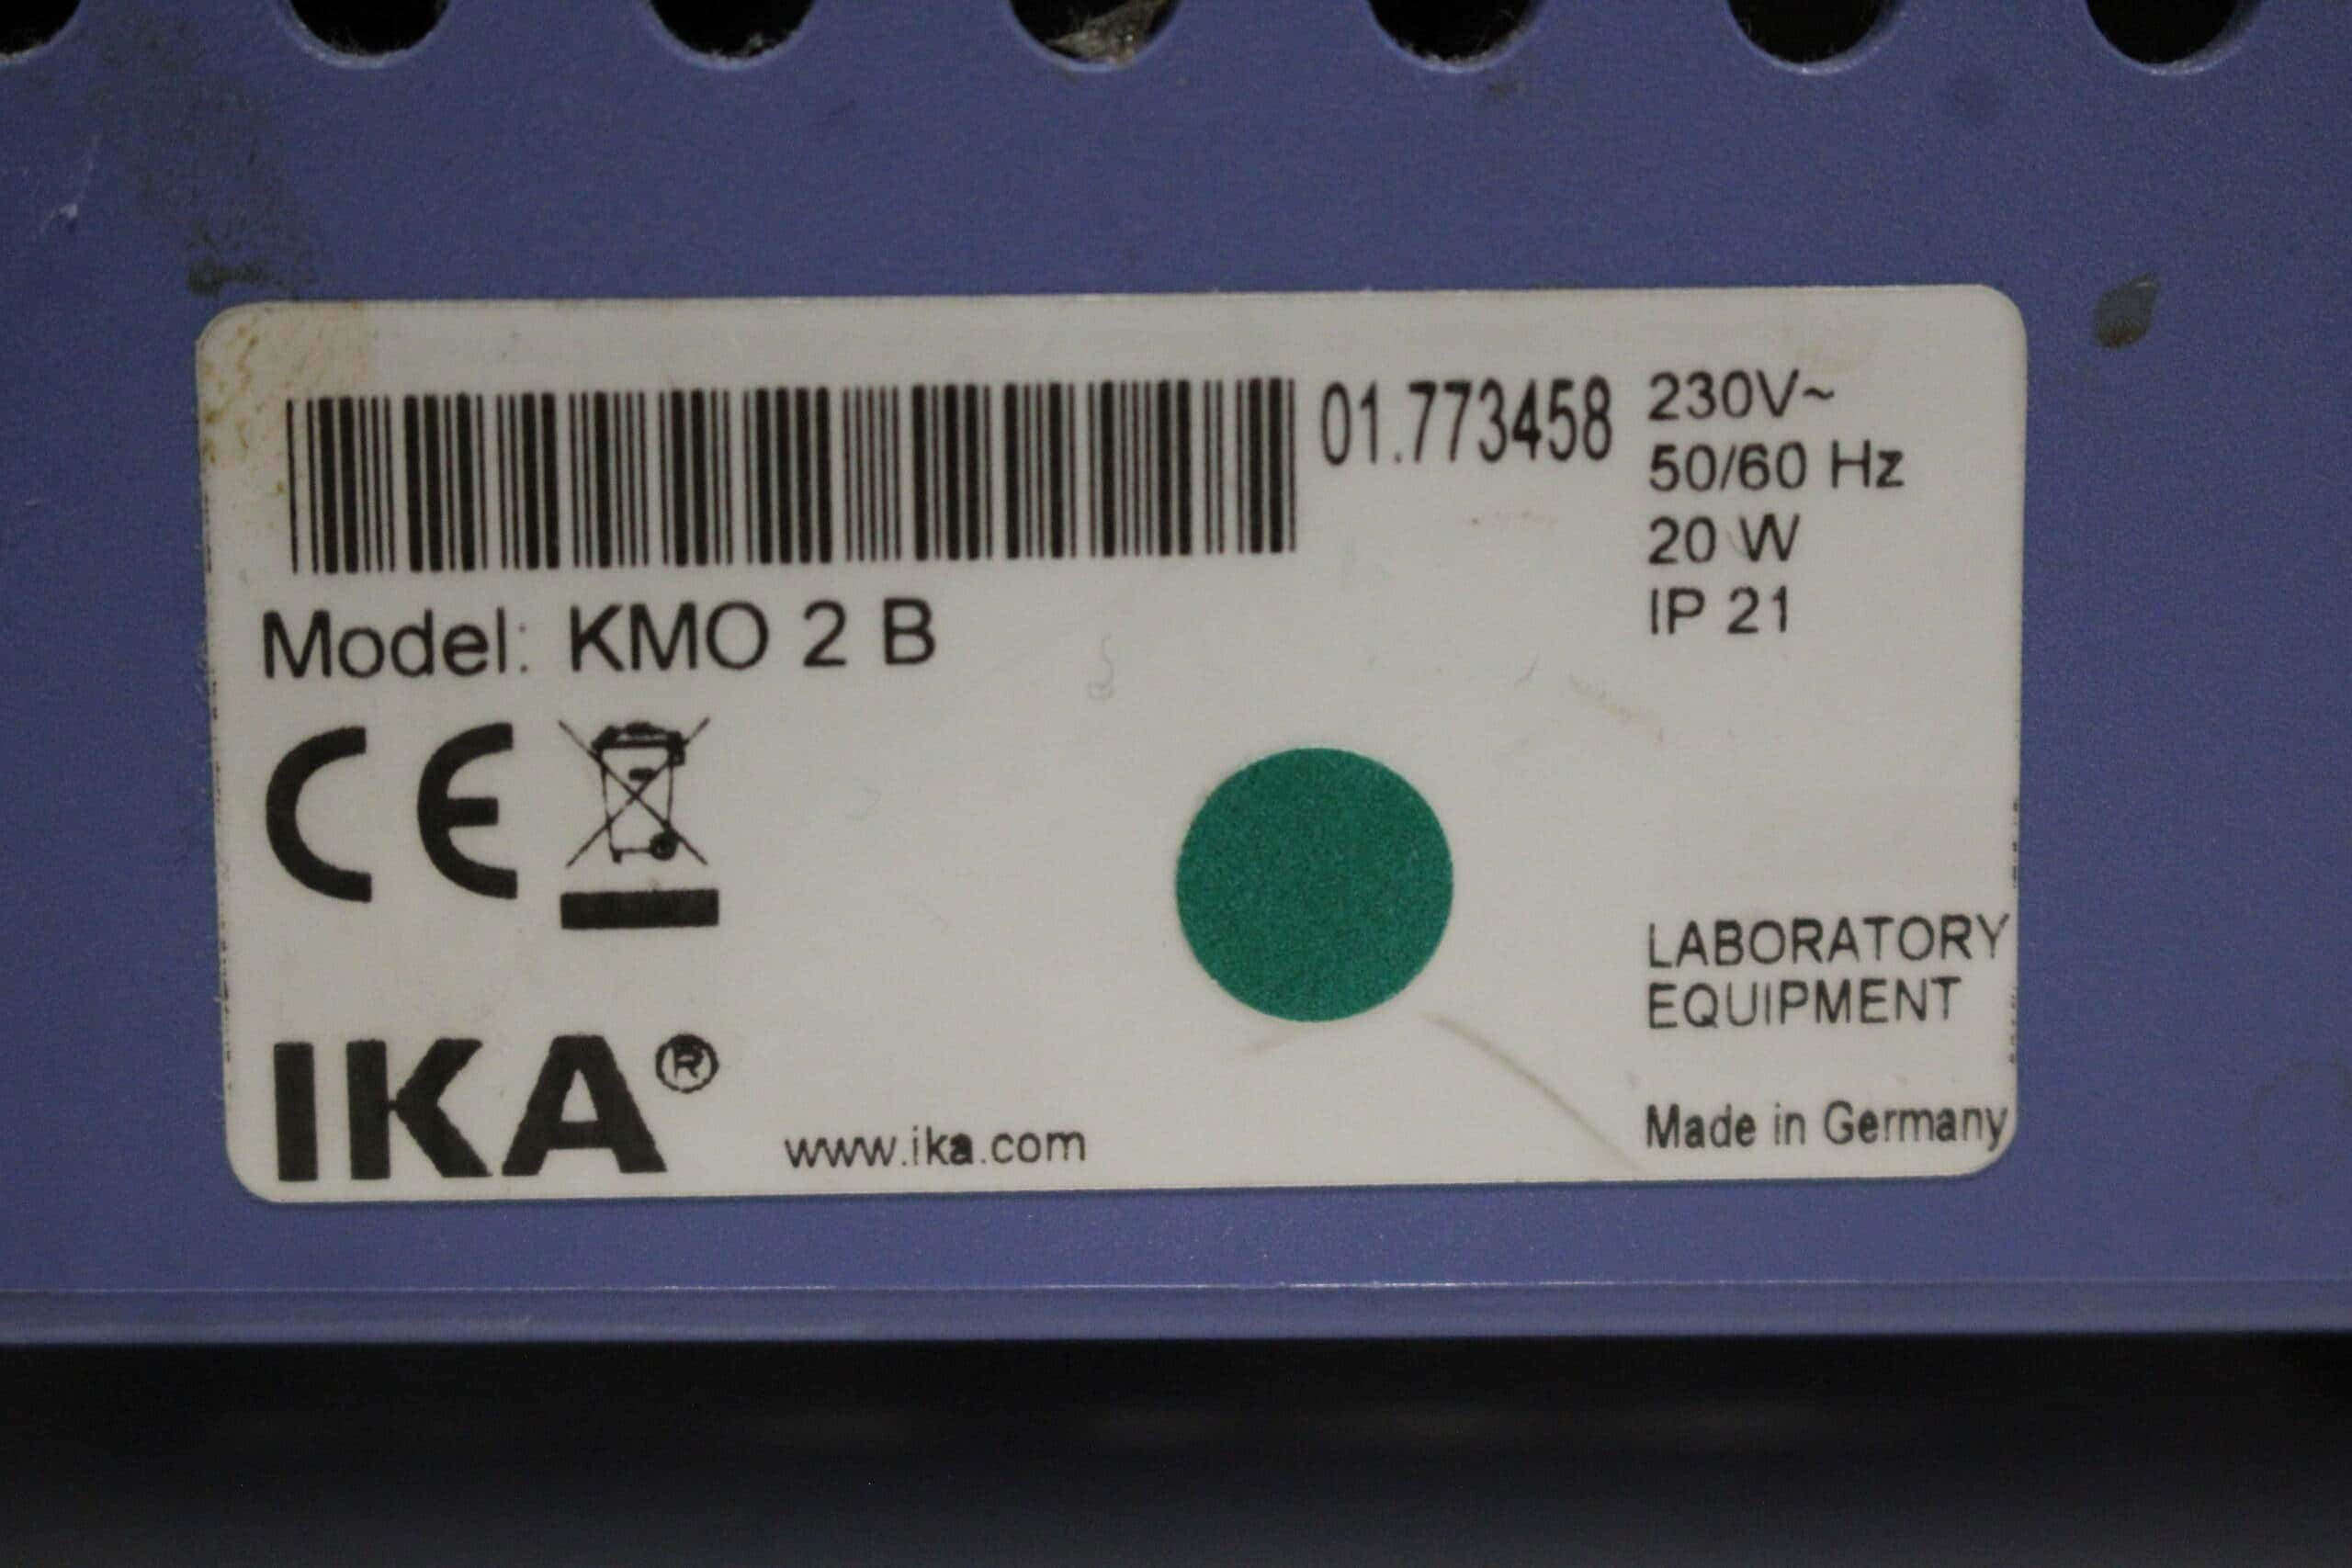 01.773458
230V~
50/60 Hz
20 W
IP 21
Model: KMO 2 B
CE
LABORATORY
EQUIPMENT
IKA®
www.ika.com
Made in Germany